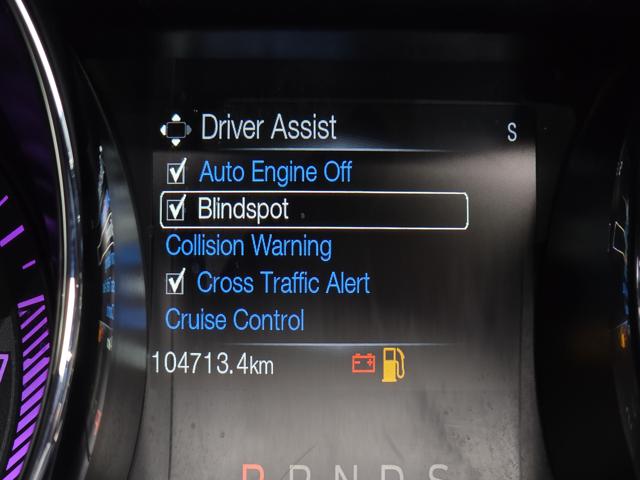 Driver Assist S
Auto Engine Off
Blindspot
Collision Warning
Cross Traffic Alert
Cruise Control
104713.4km
P R N D S